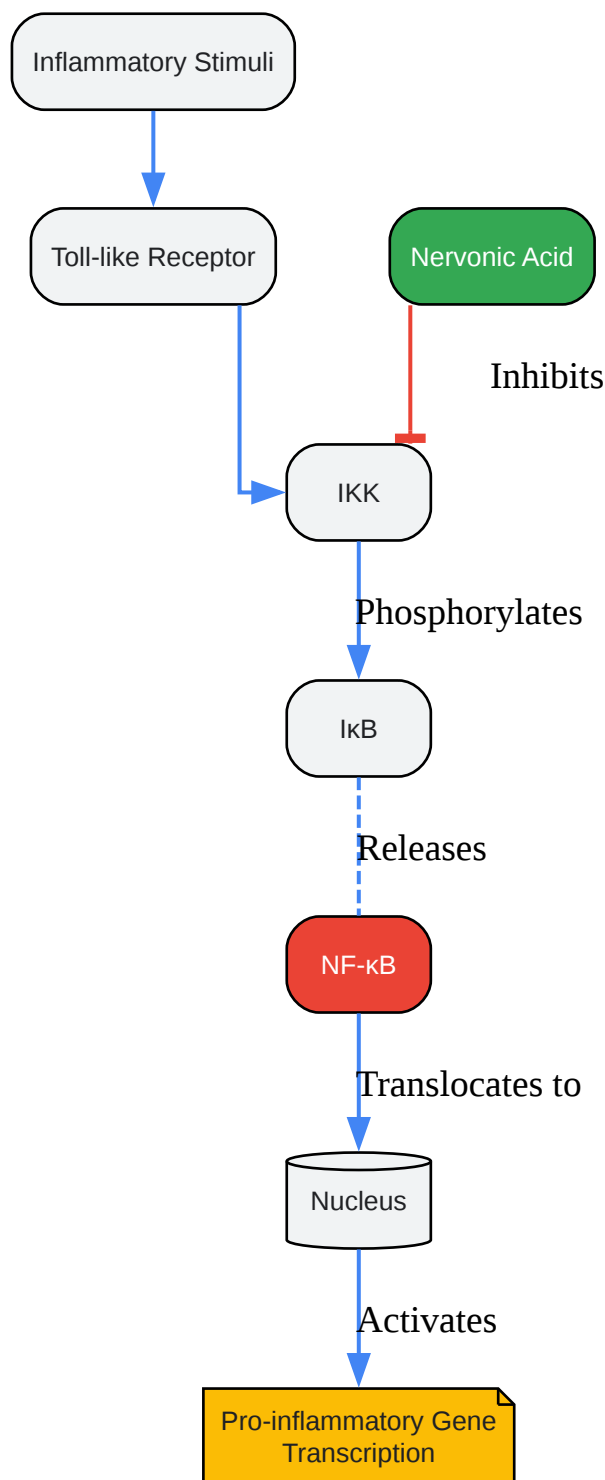 Inflammatory Stimuli
Toll-like Receptor
Nervonic Acid
Inhibits
IKK
Phosphorylates
IκB
Releases
NF-κB
Translocates to
Nucleus
Activates
Pro-inflammatory Gene
Transcription